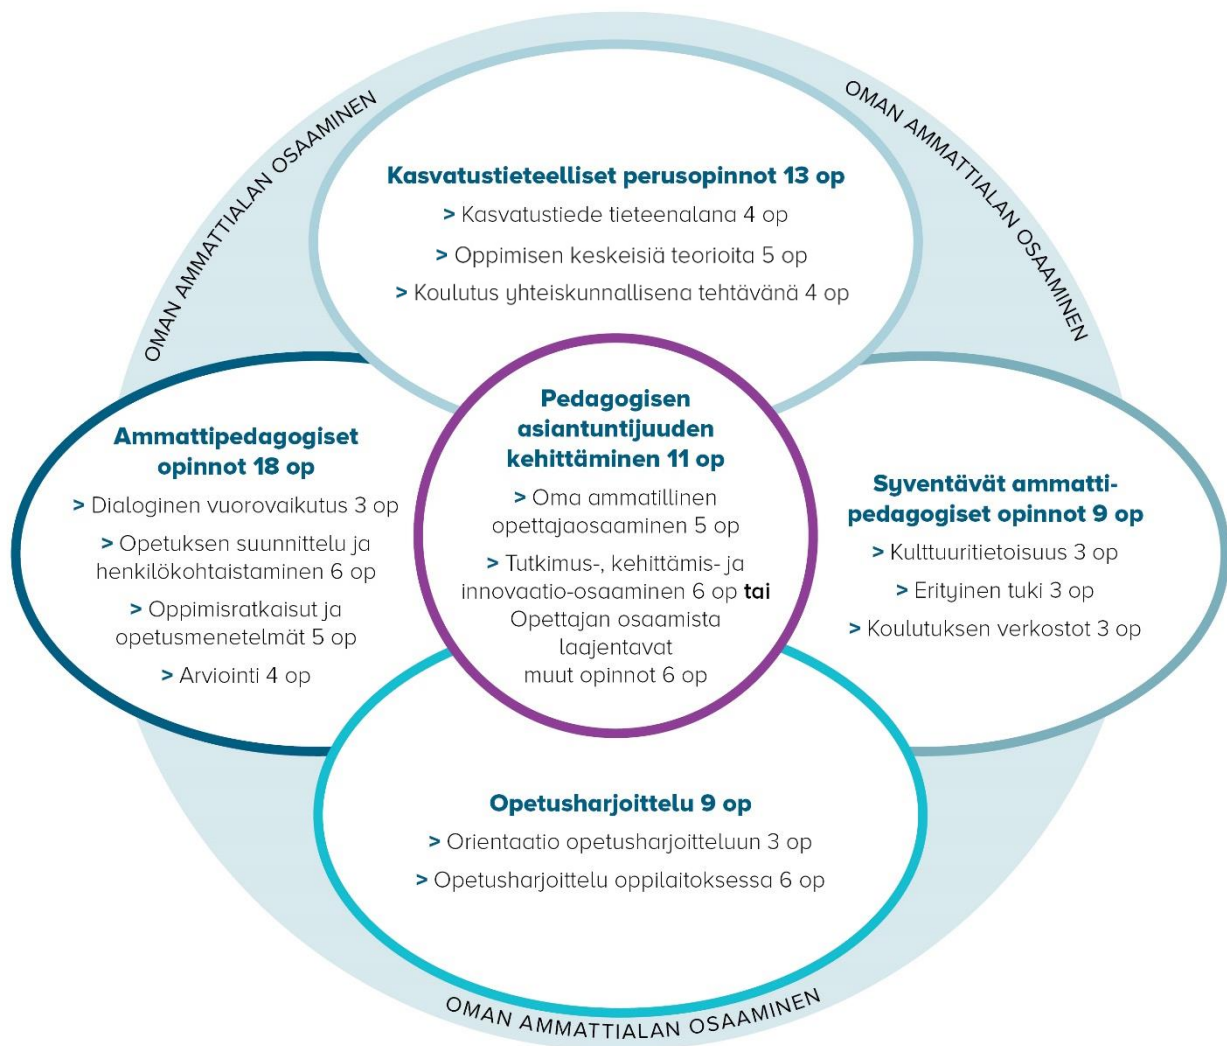 OMAN AMMATTIALAN OSAAMINEN
OMAN AMMATTIALAN OSAAMINEN
Kasvatustieteelliset perusopinnot 13 op
> Kasvatustiede tieteenalana 4 op
> Oppimisen keskeisiä teorioita 5 op
> Koulutus yhteiskunnallisena tehtävänä 4 op
Ammattipedagogiset
opinnot 18 op
> Dialoginen vuorovaikutus 3 op
> Opetuksen suunnittelu ja
henkilökohtaistaminen 6 op
> Oppimisratkaisut ja
opetusmenetelmät 5 op
> Arviointi 4 op
Pedagogisen
asiantuntijuuden
kehittäminen 11 op
> Oma ammatillinen
opettajaosaaminen 5 op
> Tutkimus-, kehittämis- ja
innovaatio-osaaminen 6 op tai
Opettajan osaamista
laajentavat
muut opinnot 6 op
Syventävät ammatti-
pedagogiset opinnot 9 op
> Kulttuuritietoisuus 3 op
> Erityinen tuki 3 op
> Koulutuksen verkostot 3 op
Opetusharjoittelu 9 op
> Orientaatio opetusharjoitteluun 3 op
> Opetusharjoittelu oppilaitoksessa 6 op
OMAN AMMATTIALAN OSAAMINEN